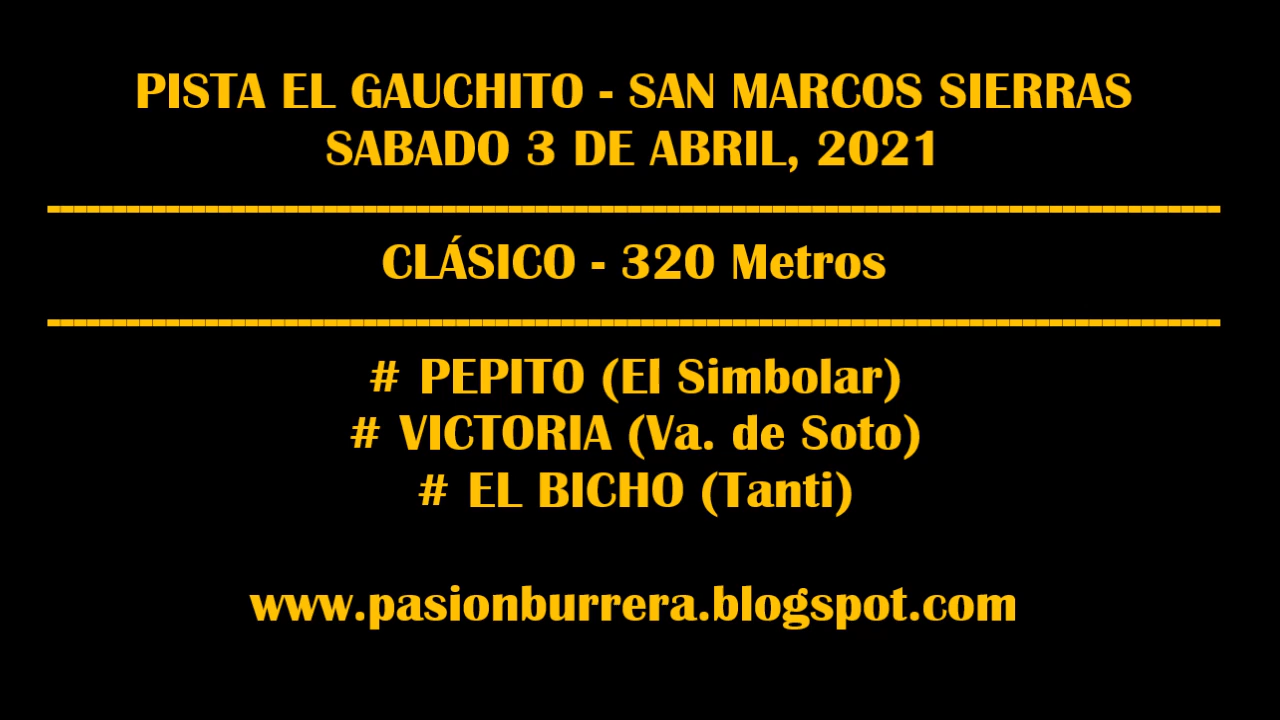 PISTA EL GAUCHITO - SAN MARCOS SIERRAS
SABADO 3 DE ABRIL, 2021
CLÁSICO - 320 Metros
# PEPITO (El Simbolar)
# VICTORIA (Va. de Soto)
# EL BICHO (Tanti)
www.pasionburrera.blogspot.com